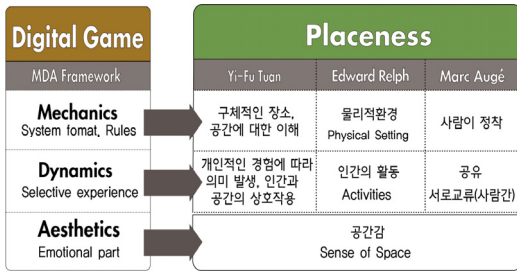 Digital Game
Placeness
MDA Framework
Yi-Fu Tuan
Edward Relph
Marc Augé
Mechanics
System fomat, Rules
구체적인 장소,
공간에 대한 이해
물리적환경
Physical Setting
사람이 정착
Dynamics
Selective experience
개인적인 경험에 따라
의미 발생, 인간과
공간의 상호작용
인간의 활동
Activities
공유
서로교류(사람간)
Aesthetics
Emotional part
공간감
Sense of Space